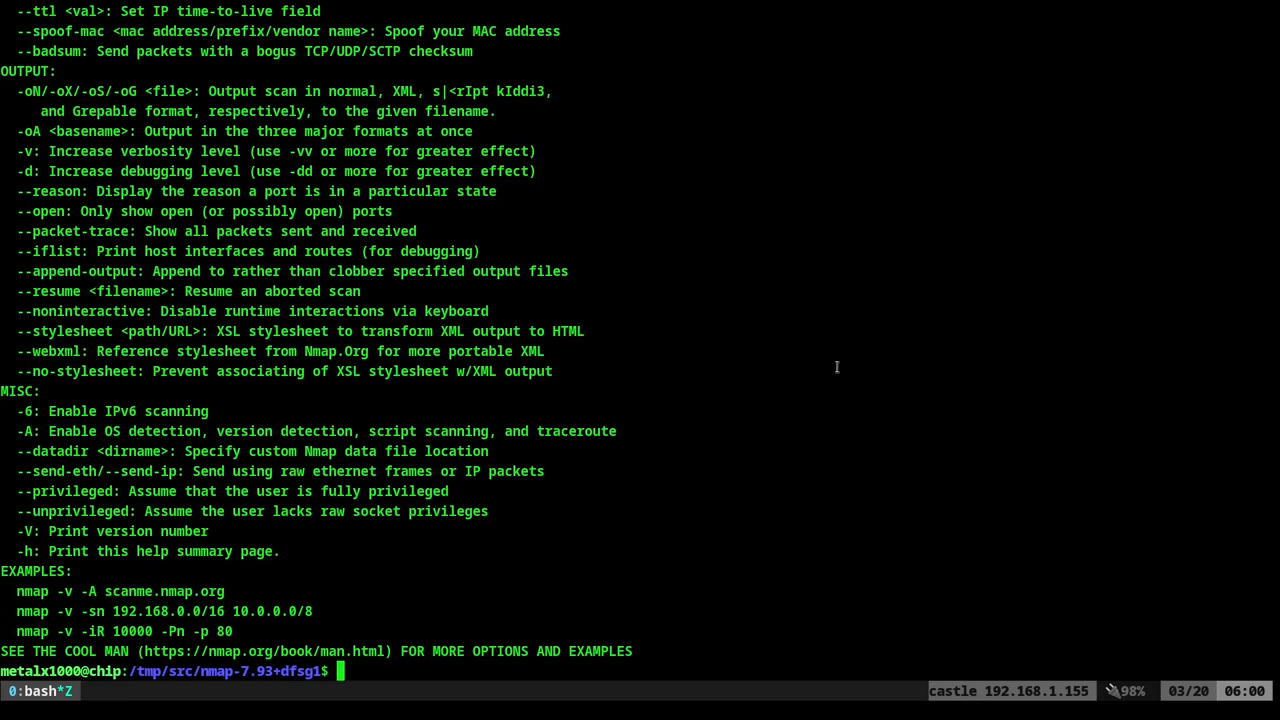 --ttl <val>: Set IP time-to-live field
--spoof-mac <mac address/prefix/vendor name>: Spoof your MAC address
--badsum: Send packets with a bogus TCP/UDP/SCTP checksum
OUTPUT:
-oN/-oX/-oS/-oG <file>: Output scan in normal, XML, s|<rIpt kIddi3,
and Grepable format, respectively, to the given filename.
-oA <basename>: Output in the three major formats at once
-v: Increase verbosity level (use -vv or more for greater effect)
-d: Increase debugging level (use -dd or more for greater effect)
--reason: Display the reason a port is in a particular state
--open: Only show open (or possibly open) ports
--packet-trace: Show all packets sent and received
--iflist: Print host interfaces and routes (for debugging)
--append-output: Append to rather than clobber specified output files
--resume <filename>: Resume an aborted scan
--noninteractive: Disable runtime interactions via keyboard
--stylesheet <path/URL>: XSL stylesheet to transform XML output to HTML
--webxml: Reference stylesheet from Nmap.Org for more portable XML
--no-stylesheet: Prevent associating of XSL stylesheet w/XML output
MISC:
-6: Enable IPv6 scanning
-A: Enable OS detection, version detection, script scanning, and traceroute
--datadir <dirname>: Specify custom Nmap data file location
--send-eth/--send-ip: Send using raw ethernet frames or IP packets
--privileged: Assume that the user is fully privileged
--unprivileged: Assume the user lacks raw socket privileges
-V: Print version number
-h: Print this help summary page.
EXAMPLES:
nmap -v -A scanme.nmap.org
nmap -v -sn 192.168.0.0/16 10.0.0.0/8
nmap -v -iR 10000 -Pn -p 80
SEE THE COOL MAN (https://nmap.org/book/man.html) FOR MORE OPTIONS AND EXAMPLES
metalx1000@chip:/tmp/src/nmap-7.93+dfsg1$
0:bash*Z castle 192.168.1.155 98% 03/20 06:00